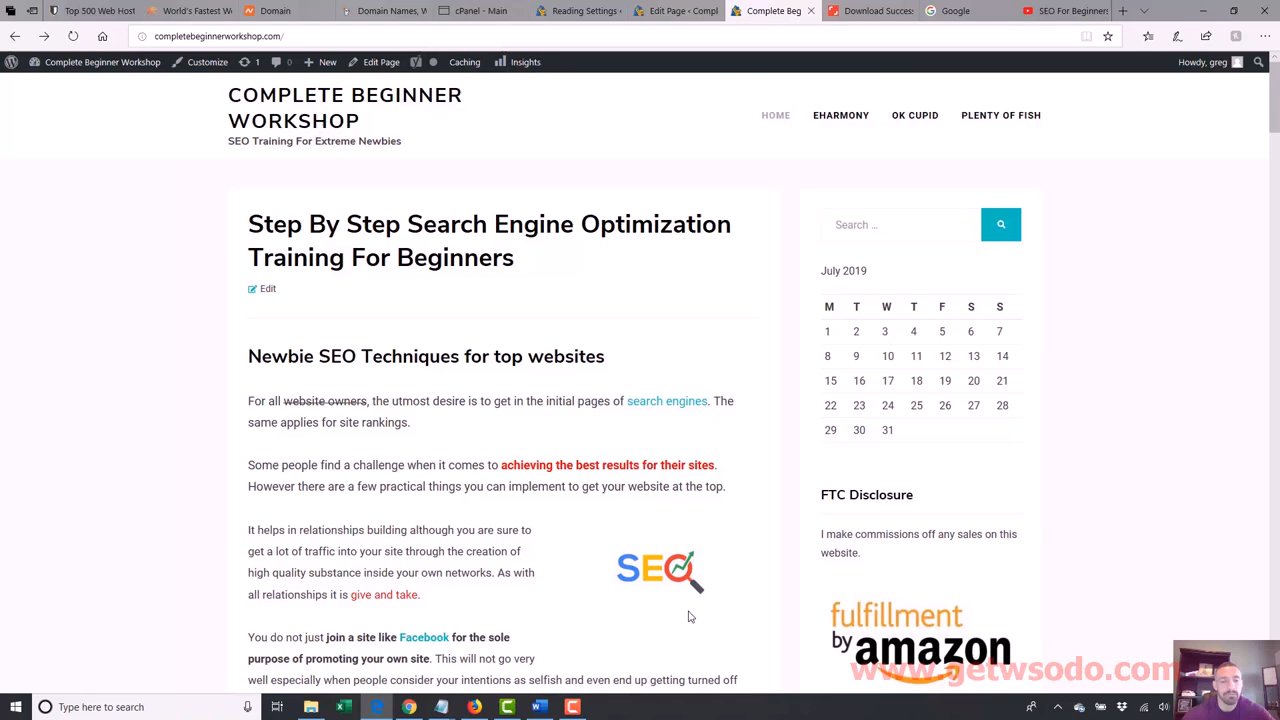 Top 500 Web Host
World's Fastest W
Domain
Domain Names, W
cPanel - Main
Reading Settings
Edit Page ‹ Compl
Complete Beg
Download Success
Google
SEO For Beginners
completebeginnerworkshop.com/
Complete Beginner Workshop
Customize
1
0
New
Edit Page
Caching
Insights
Howdy, greg
COMPLETE BEGINNER
WORKSHOP
SEO Training For Extreme Newbies
HOME EHARMONY OK CUPID PLENTY OF FISH
Step By Step Search Engine Optimization
Training For Beginners
Edit
Newbie SEO Techniques for top websites
For all website owners, the utmost desire is to get in the initial pages of search engines. The
same applies for site rankings.
Some people find a challenge when it comes to achieving the best results for their sites.
However there are a few practical things you can implement to get your website at the top.
It helps in relationships building although you are sure to
get a lot of traffic into your site through the creation of
high quality substance inside your own networks. As with
all relationships it is give and take.
SEO
You do not just join a site like Facebook for the sole
purpose of promoting your own site. This will not go very
well especially when people consider your intentions as selfish and even end up getting turned off
Search ...
July 2019
M T W T F S S
1 2 3 4 5 6 7
8 9 10 11 12 13 14
15 16 17 18 19 20 21
22 23 24 25 26 27 28
29 30 31
FTC Disclosure
I make commissions off any sales on this
website.
fulfillment
by amazon
www.getwsodo.com
Type here to search